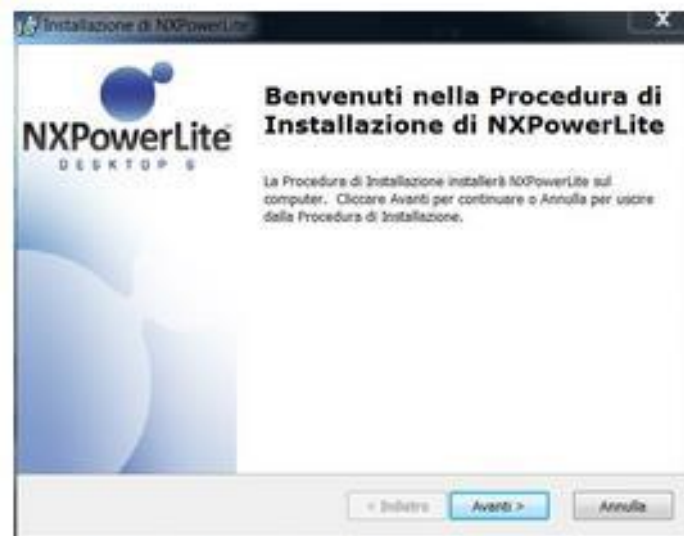 Installazione di NXPowerLite
X
NXPowerLite
DESKTOP 6
Benvenuti nella Procedura di
Installazione di NXPowerLite
La Procedura di Installazione installerà NXPowerLite sul
computer. Cliccare Avanti per continuare o Annulla per uscire
dalla Procedura di Installazione.
< Indietro
Avanti >
Annulla